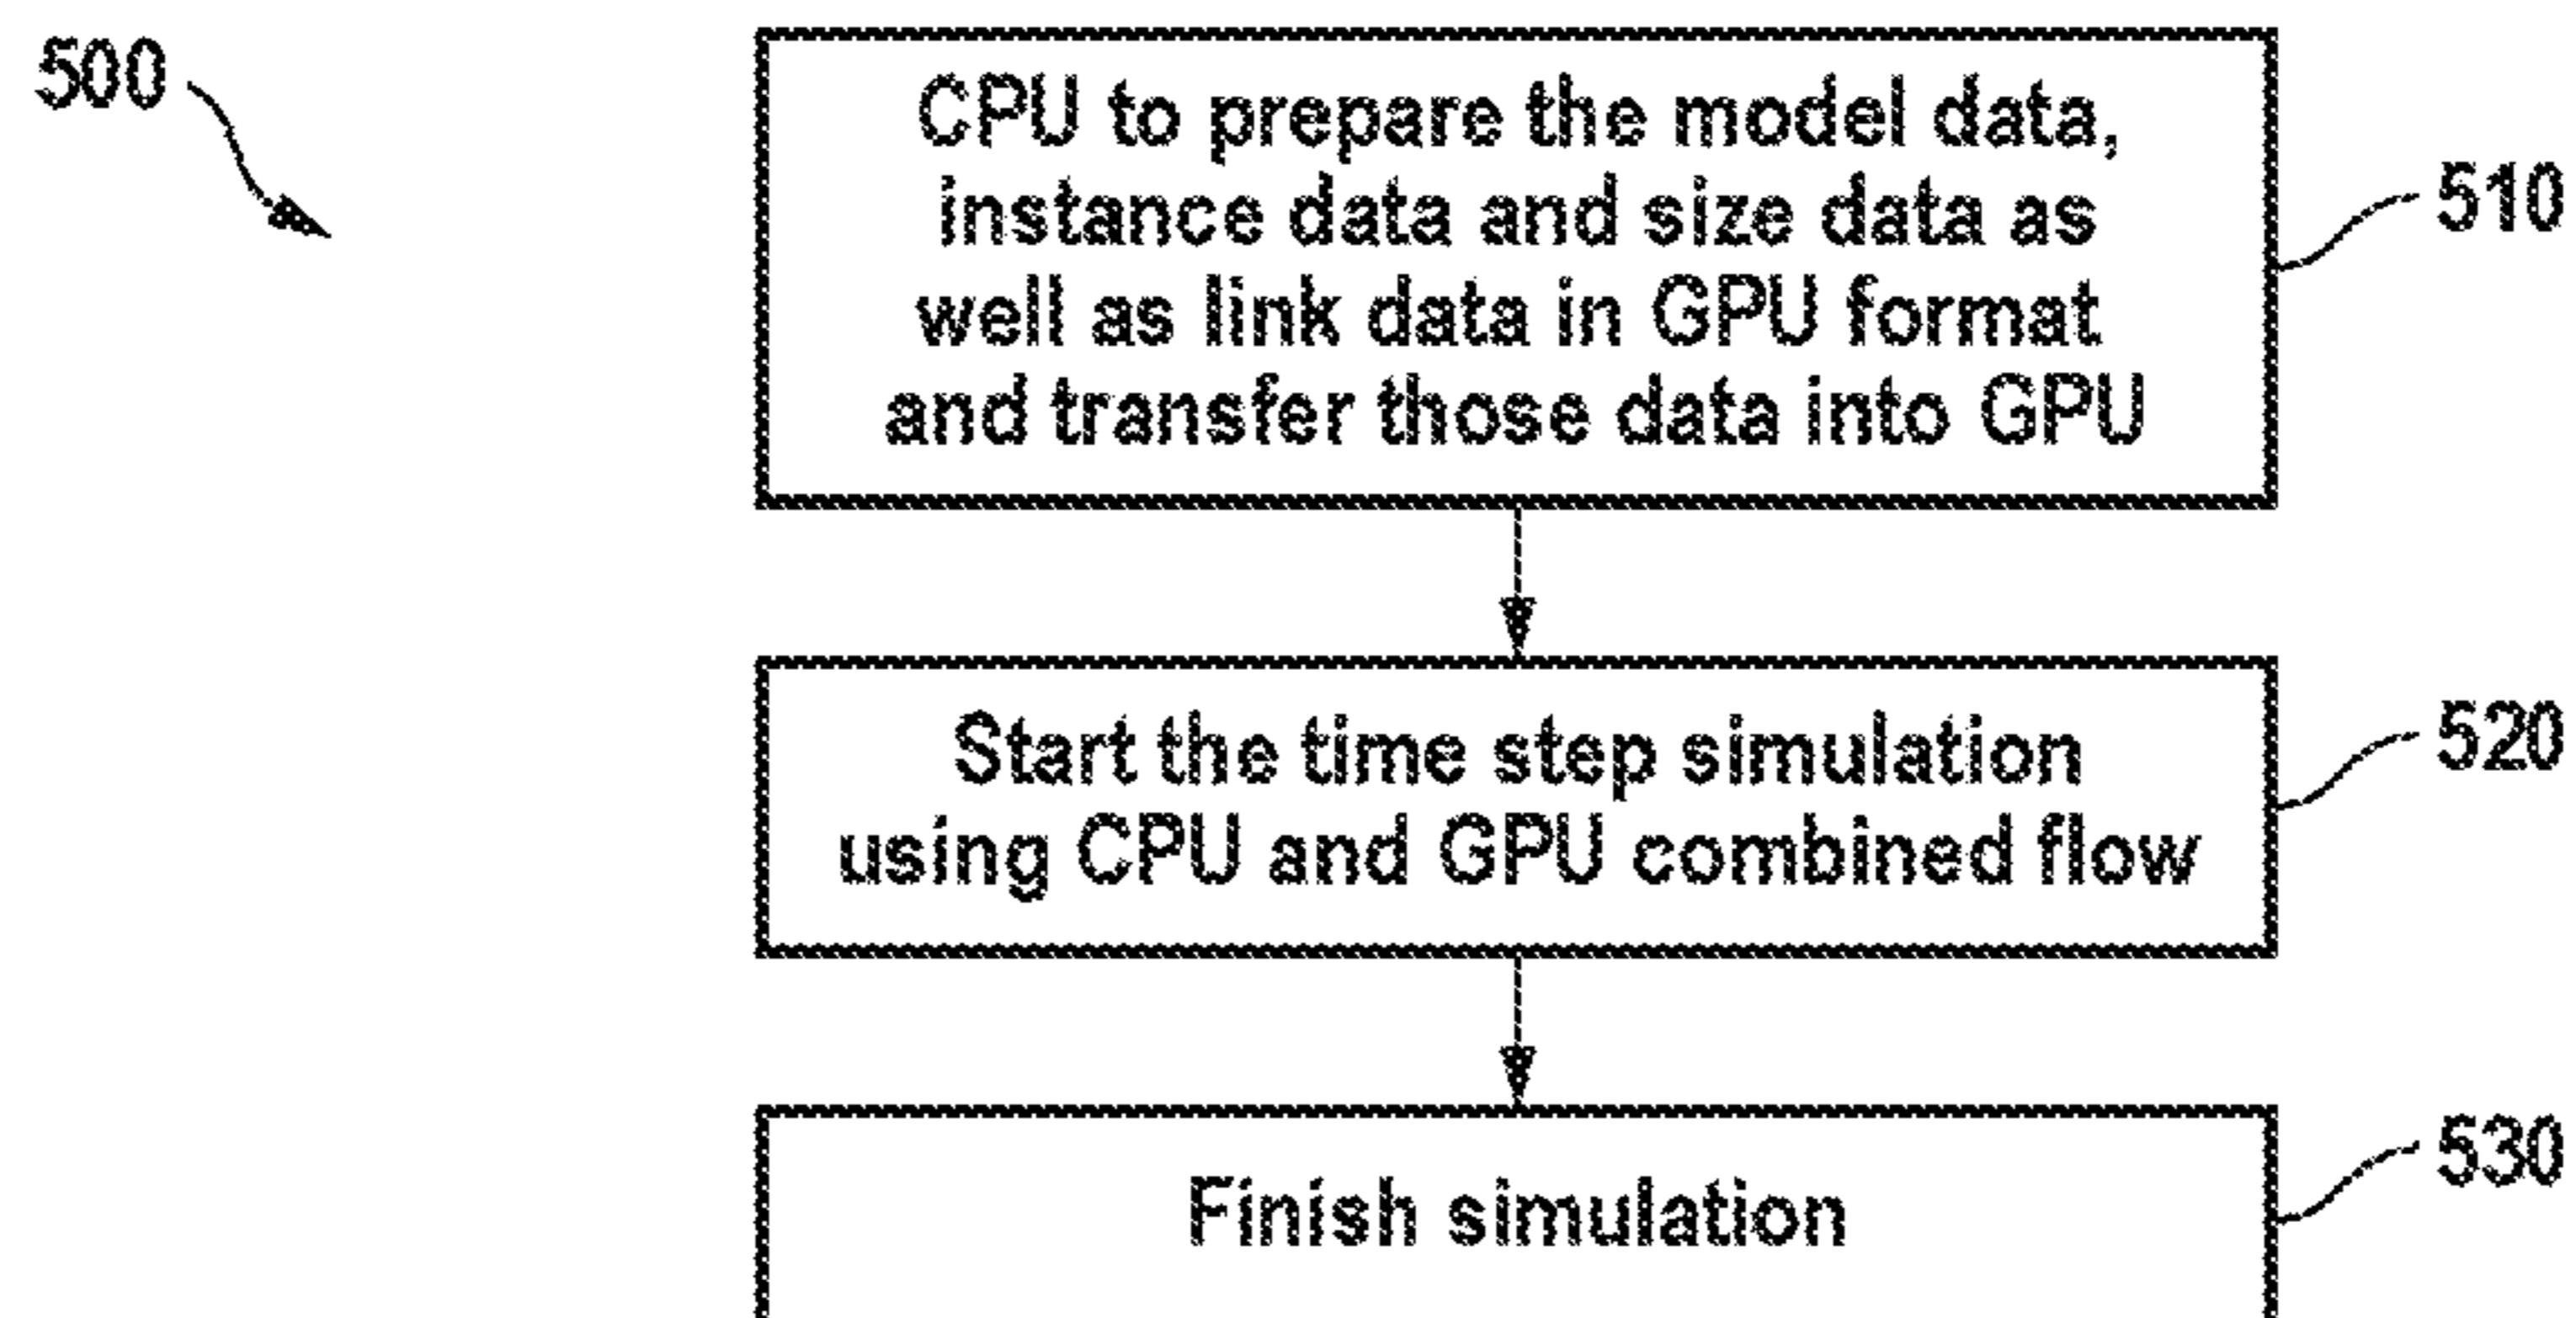 500
CPU to prepare the model data,
instance data and size data as
well as link data in GPU format
and transfer those data into GPU
510
Start the time step simulation
using CPU and GPU combined flow
520
Finish simulation
530